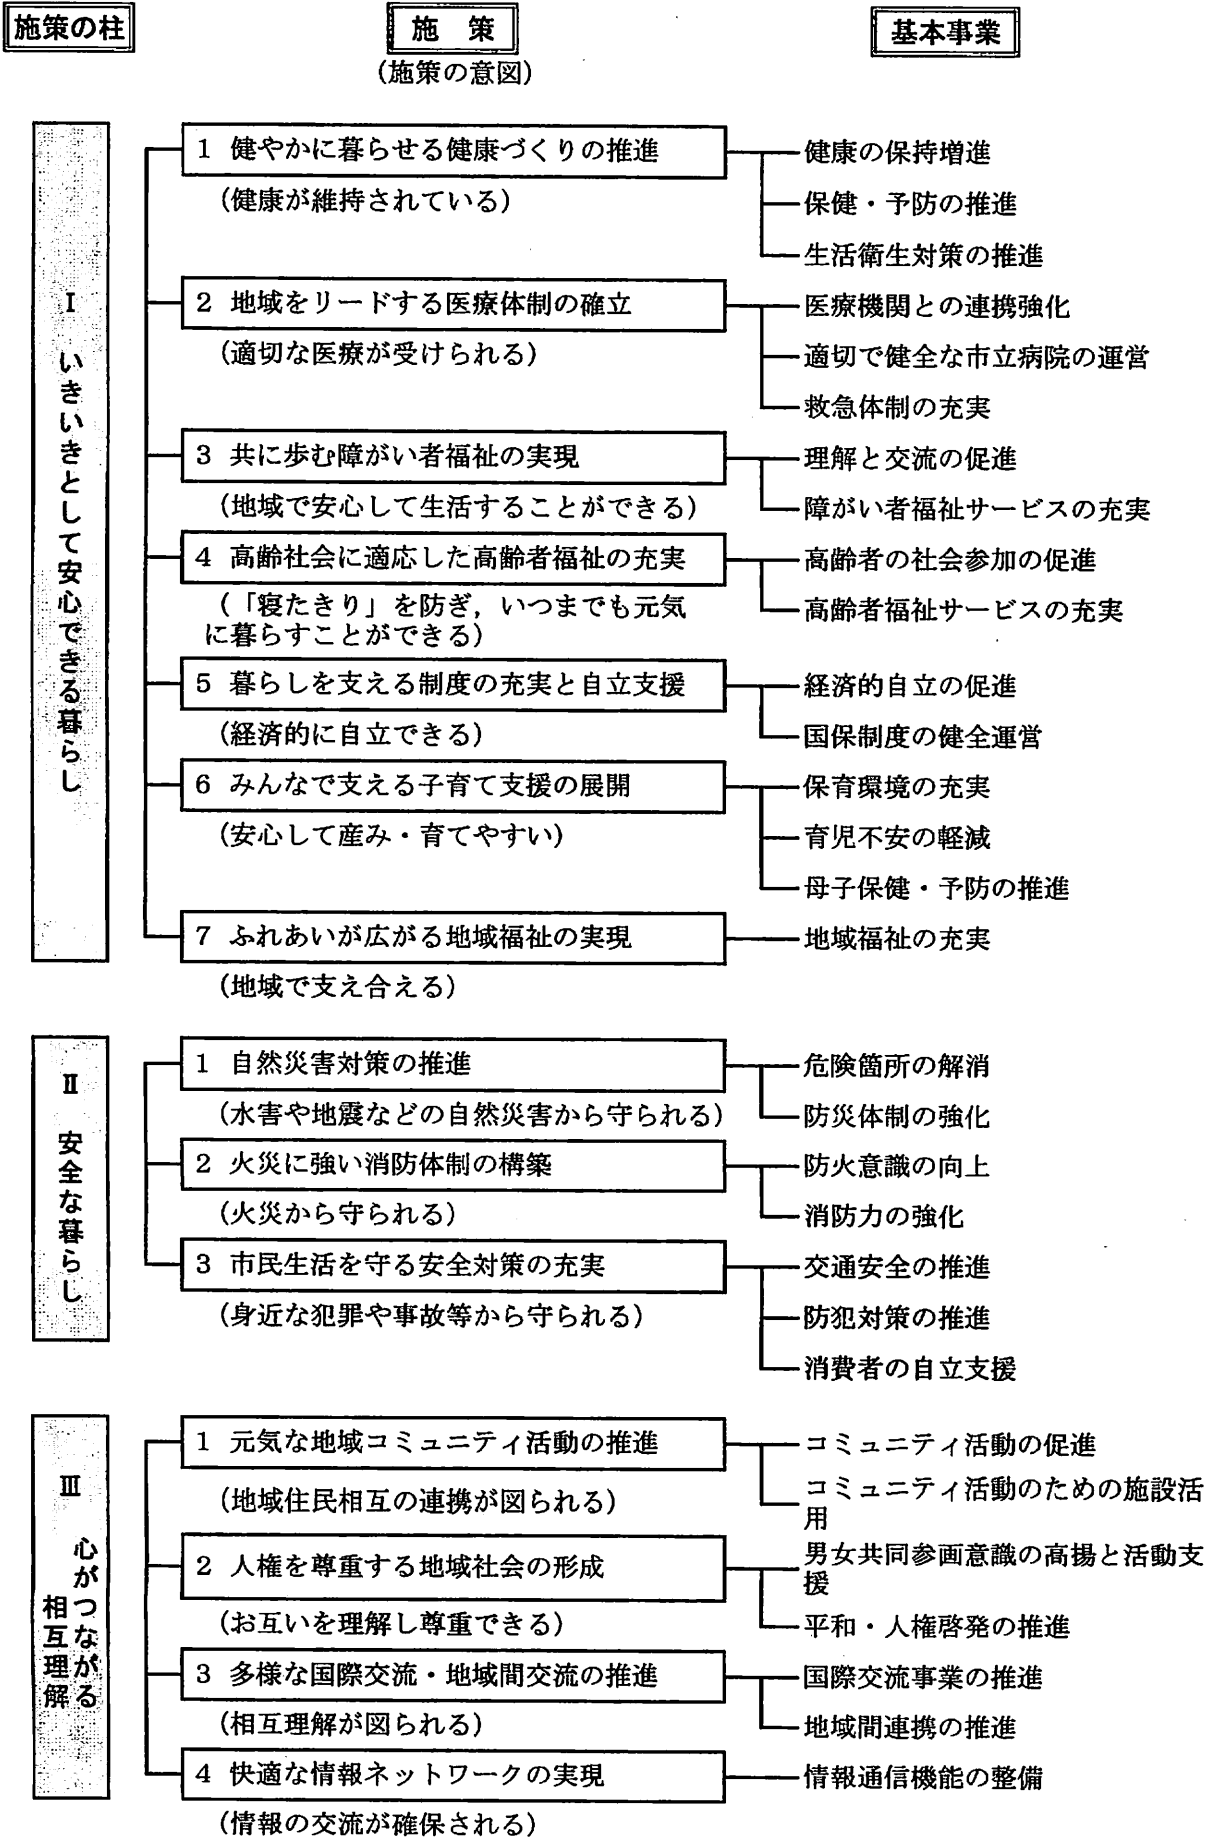 施策の柱
施　策
(施策の意図)
基本事業
Ⅰ　いきいきとして安心できる暮らし
1 健やかに暮らせる健康づくりの推進
(健康が維持されている)
健康の保持増進
保健・予防の推進
生活衛生対策の推進
2 地域をリードする医療体制の確立
(適切な医療が受けられる)
医療機関との連携強化
適切で健全な市立病院の運営
救急体制の充実
3 共に歩む障がい者福祉の実現
(地域で安心して生活することができる)
理解と交流の促進
障がい者福祉サービスの充実
4 高齢社会に適応した高齢者福祉の充実
(「寝たきり」を防ぎ，いつまでも元気
に暮らすことができる)
高齢者の社会参加の促進
高齢者福祉サービスの充実
5 暮らしを支える制度の充実と自立支援
(経済的に自立できる)
経済的自立の促進
国保制度の健全運営
6 みんなで支える子育て支援の展開
(安心して産み・育てやすい)
保育環境の充実
育児不安の軽減
母子保健・予防の推進
7 ふれあいが広がる地域福祉の実現
(地域で支え合える)
地域福祉の充実
Ⅱ　安全な暮らし
1 自然災害対策の推進
(水害や地震などの自然災害から守られる)
危険箇所の解消
防災体制の強化
2 火災に強い消防体制の構築
(火災から守られる)
防火意識の向上
消防力の強化
3 市民生活を守る安全対策の充実
(身近な犯罪や事故等から守られる)
交通安全の推進
防犯対策の推進
消費者の自立支援
Ⅲ　心がつながる
相互理解
1 元気な地域コミュニティ活動の推進
(地域住民相互の連携が図られる)
コミュニティ活動の促進
コミュニティ活動のための施設活
用
2 人権を尊重する地域社会の形成
(お互いを理解し尊重できる)
男女共同参画意識の高揚と活動支
援
平和・人権啓発の推進
3 多様な国際交流・地域間交流の推進
(相互理解が図られる)
国際交流事業の推進
地域間連携の推進
4 快適な情報ネットワークの実現
(情報の交流が確保される)
情報通信機能の整備